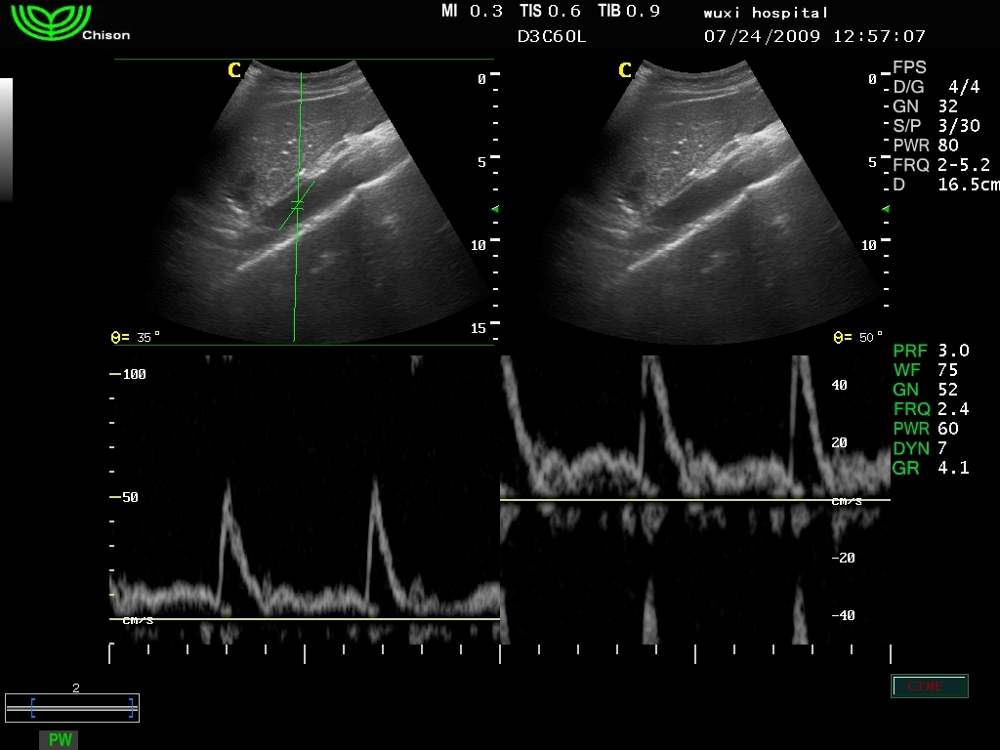 MI 0.3 TIS 0.6 TIB 0.9 wuxi hospital
Chison
D3C60L 07/24/2009 12:57:07
C 0 C 0
5 5
10 10
15
θ= 35° θ= 50°
FPS
D/G 4/4
GN 32
S/P 3/30
PWR 80
FRQ 2-5.2
D 16.5cm
100
50
cm/s
40
20
cm/s
-20
-40
PRF 3.0
WF 75
GN 52
FRQ 2.4
PWR 60
DYN 7
GR 4.1
2
PW
CINE